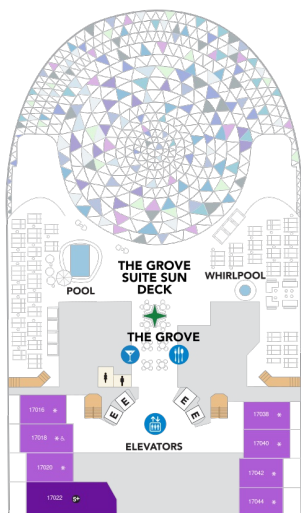 THE GROVE
SUITE SUN
DECK
POOL
WHIRLPOOL
THE GROVE
E
E
E
E
ELEVATORS
17016
17038
17018
17040
17020
17042
17022 S+
17044